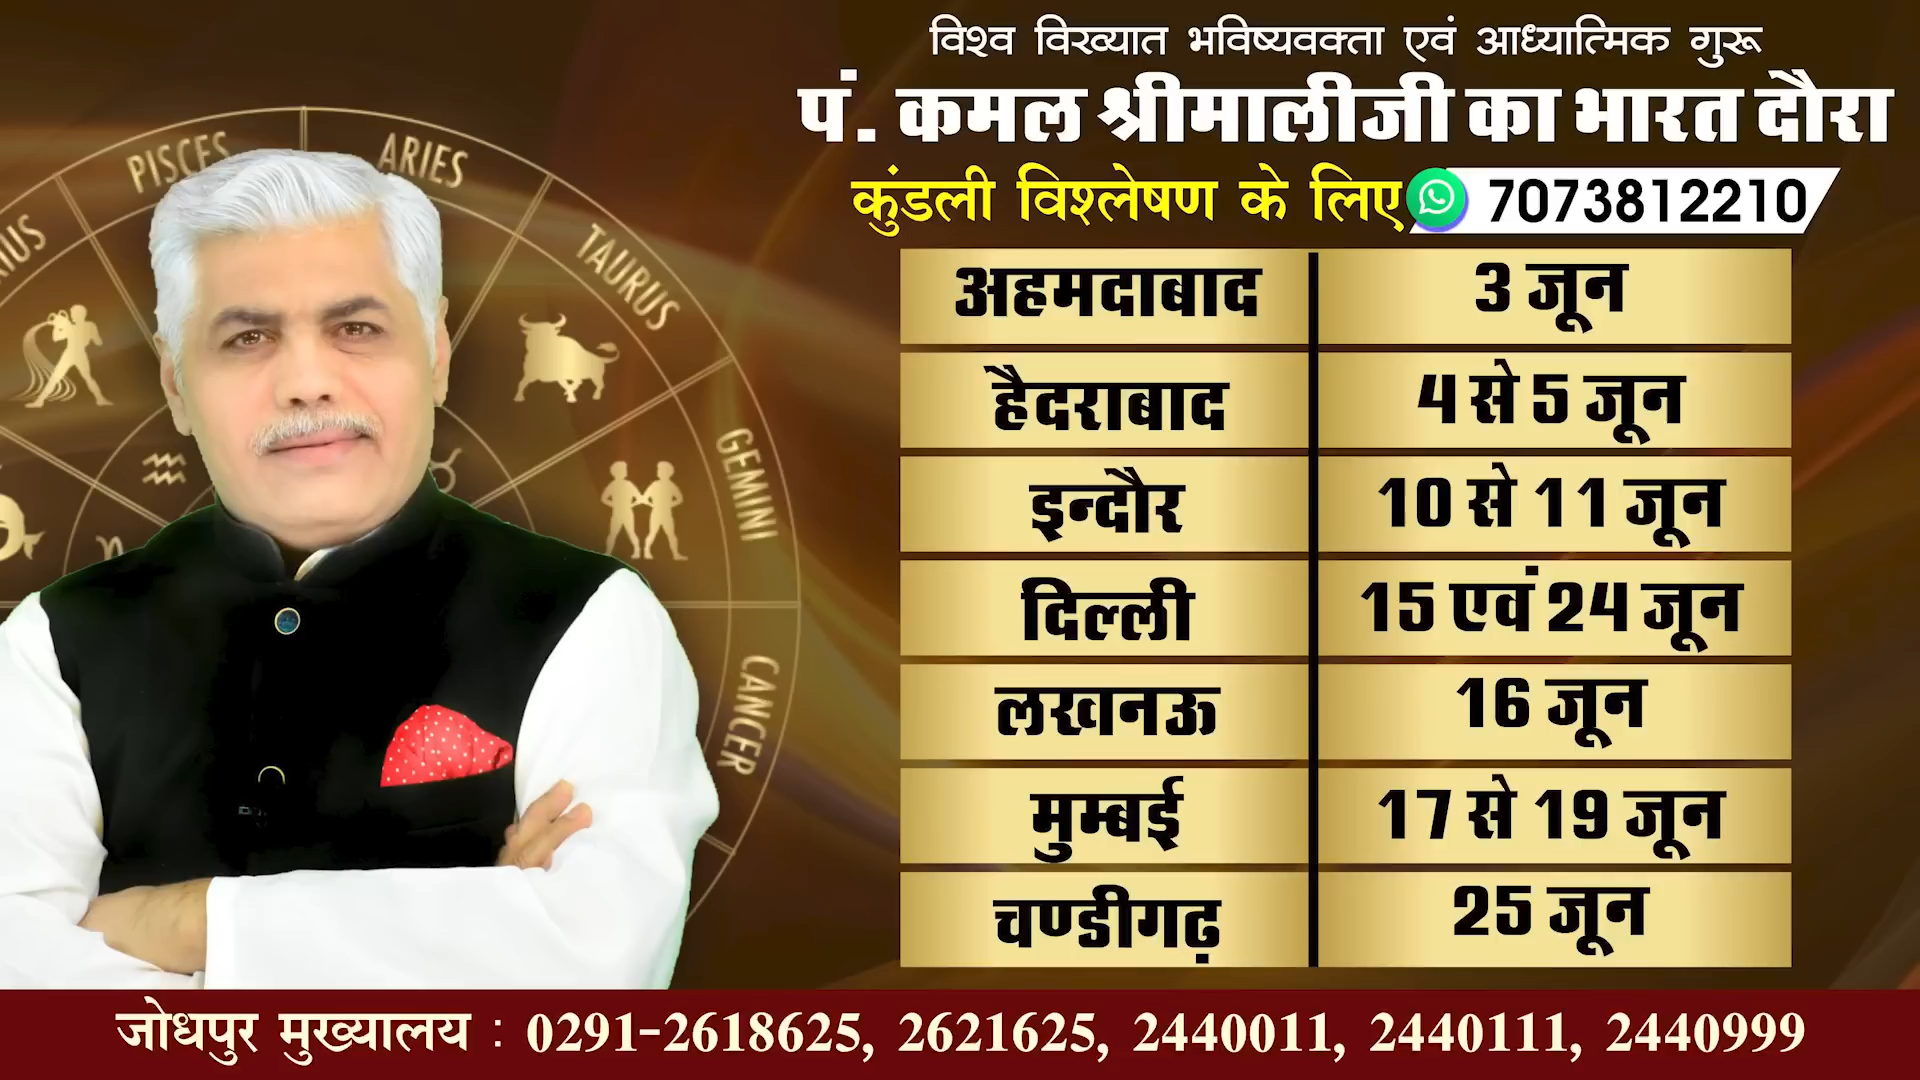 विश्व विख्यात भविष्यवक्ता एवं आध्यात्मिक गुरू
पं. कमल श्रीमालीजी का भारत दौरा
कुंडली विश्लेषण के लिए 7073812210
अहमदाबाद 3 जून
हैदराबाद 4 से 5 जून
इन्दौर 10 से 11 जून
दिल्ली 15 एवं 24 जून
लखनऊ 16 जून
मुम्बई 17 से 19 जून
चण्डीगढ़ 25 जून
PISCES
ARIES
TAURUS
GEMINI
CANCER
जोधपुर मुख्यालय : 0291-2618625, 2621625, 2440011, 2440111, 2440999